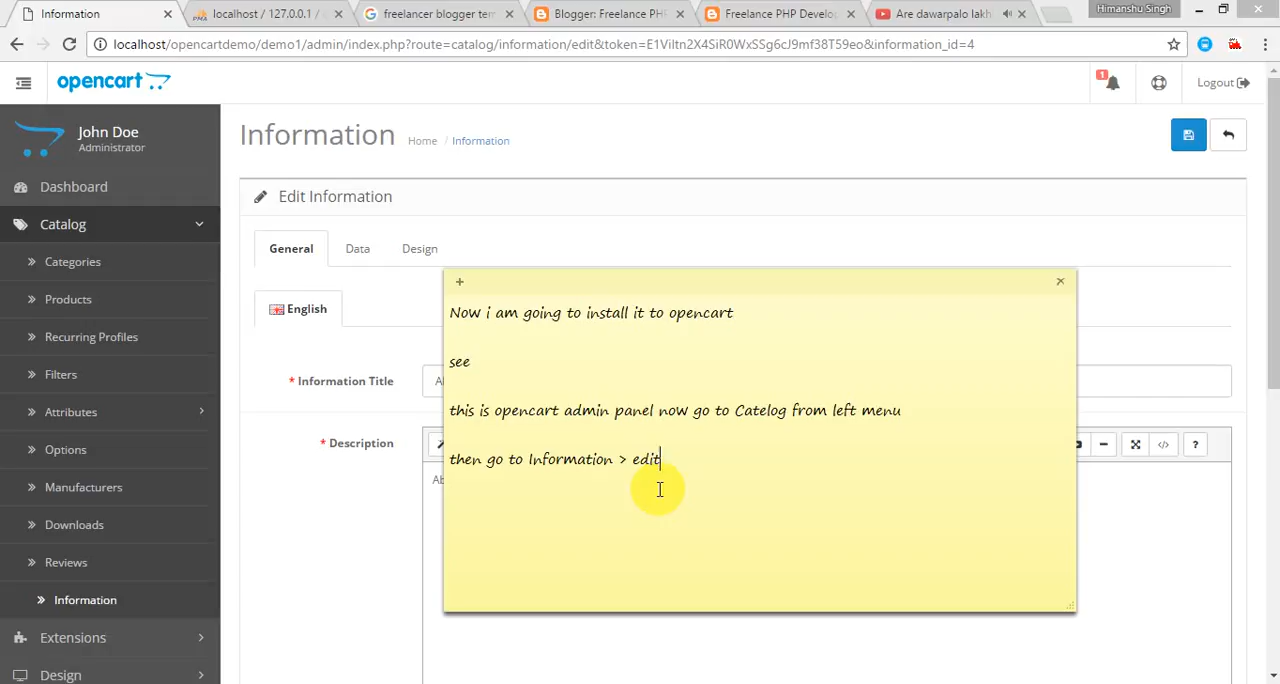 Information
localhost / 127.0.0.1 /
freelancer blogger tem
Blogger: Freelance PH
Freelance PHP Develo
Are dawarpalo lakh
Himanshu Singh
localhost/opencartdemo/demo1/admin/index.php?route=catalog/information/edit&token=E1ViItn2X4SiR0WxSSg6cJ9mf38T59eo&information_id=4
opencart
1
Logout
John Doe
Administrator
Information
Home / Information
Dashboard
Edit Information
Catalog
General
Data
Design
Categories
+
×
Products
English
Now i am going to install it to opencart
Recurring Profiles
see
Filters
* Information Title
A
Attributes
this is opencart admin panel now go to Catelog from left menu
Options
* Description
?
then go to Information > edit
Manufacturers
Ab
Downloads
Reviews
Information
Extensions
Design